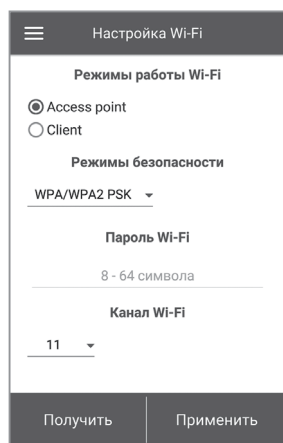 Настройка Wi-Fi
Режимы работы Wi-Fi
Access point
Client
Режимы безопасности
WPA/WPA2 PSK
Пароль Wi-Fi
8 - 64 символа
Канал Wi-Fi
11
Получить Применить